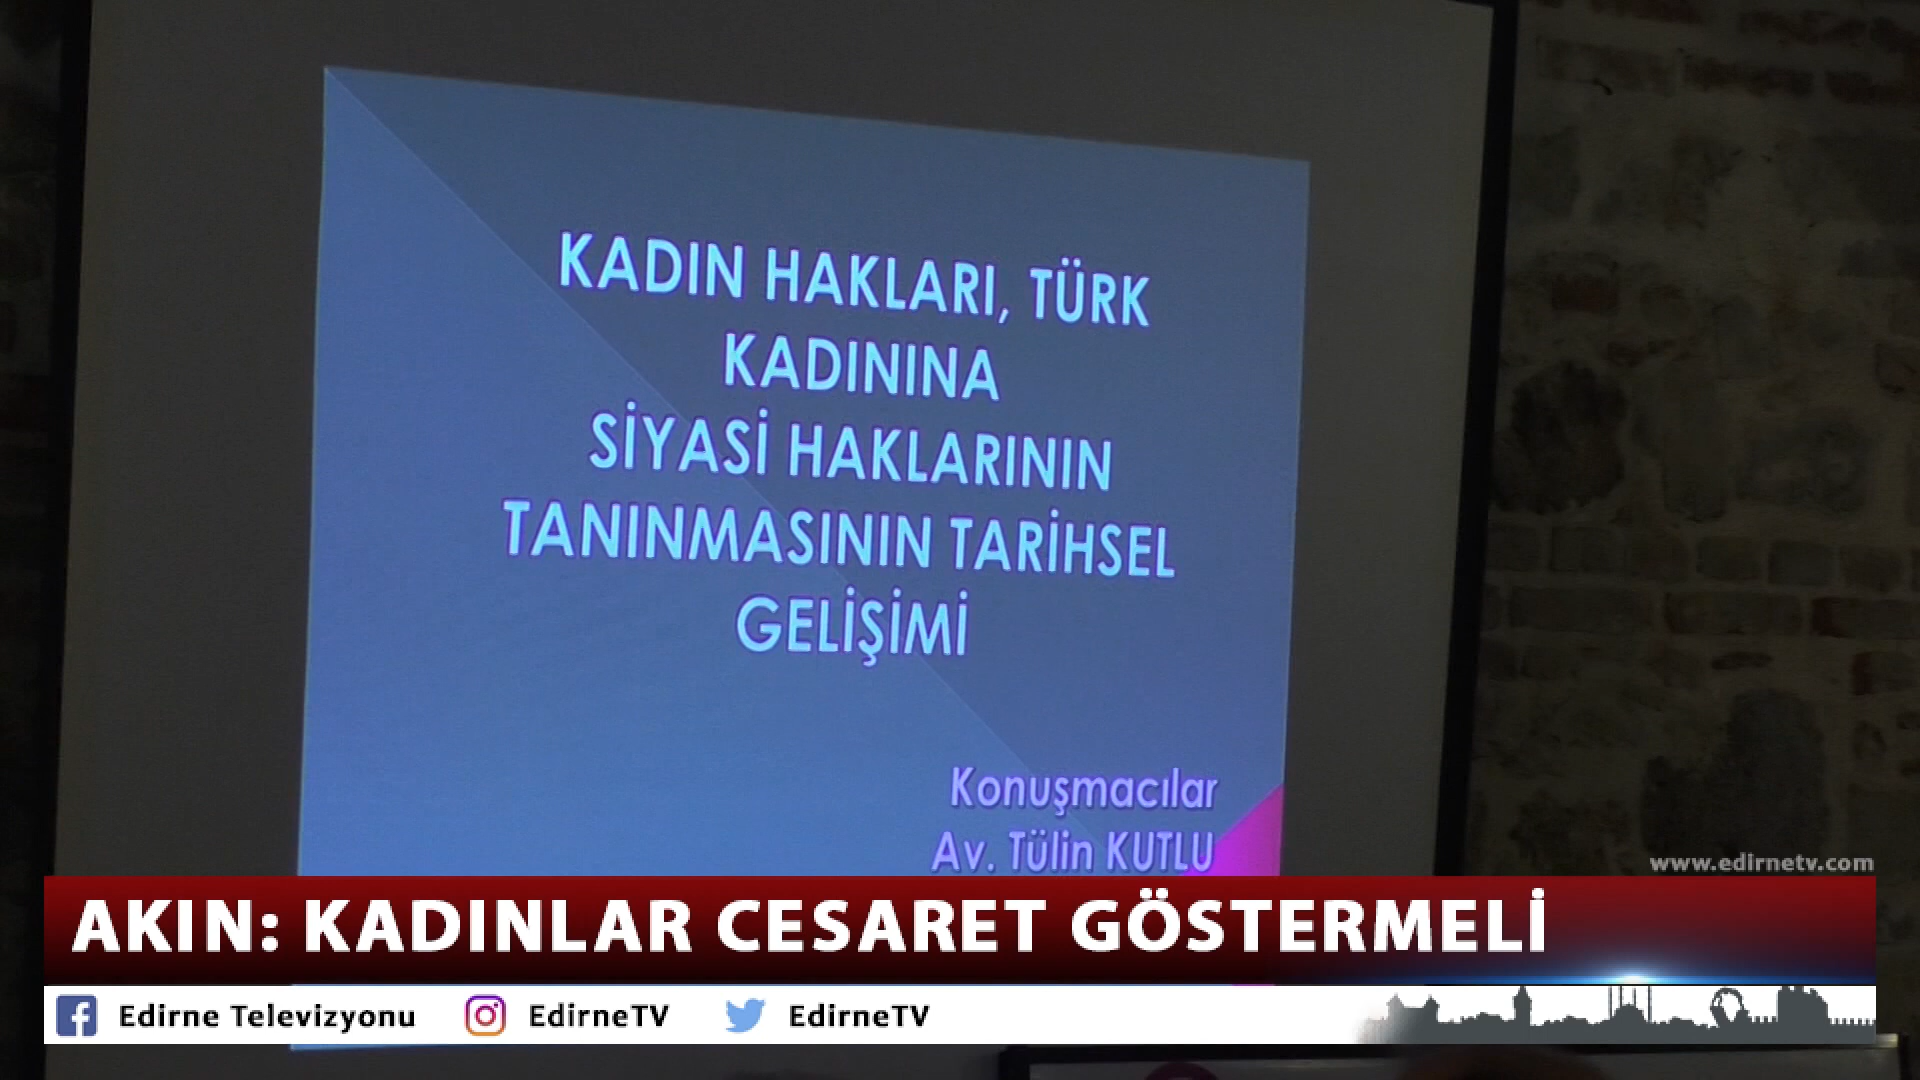 KADIN HAKLARI, TÜRK
KADININA
SİYASİ HAKLARININ
TANINMASININ TARİHSEL
GELİŞİMİ
Konuşmacılar
Av. Tülin KUTLU
www.edirnetv.com
AKIN: KADINLAR CESARET GÖSTERMELİ
Edirne Televizyonu EdirneTV EdirneTV